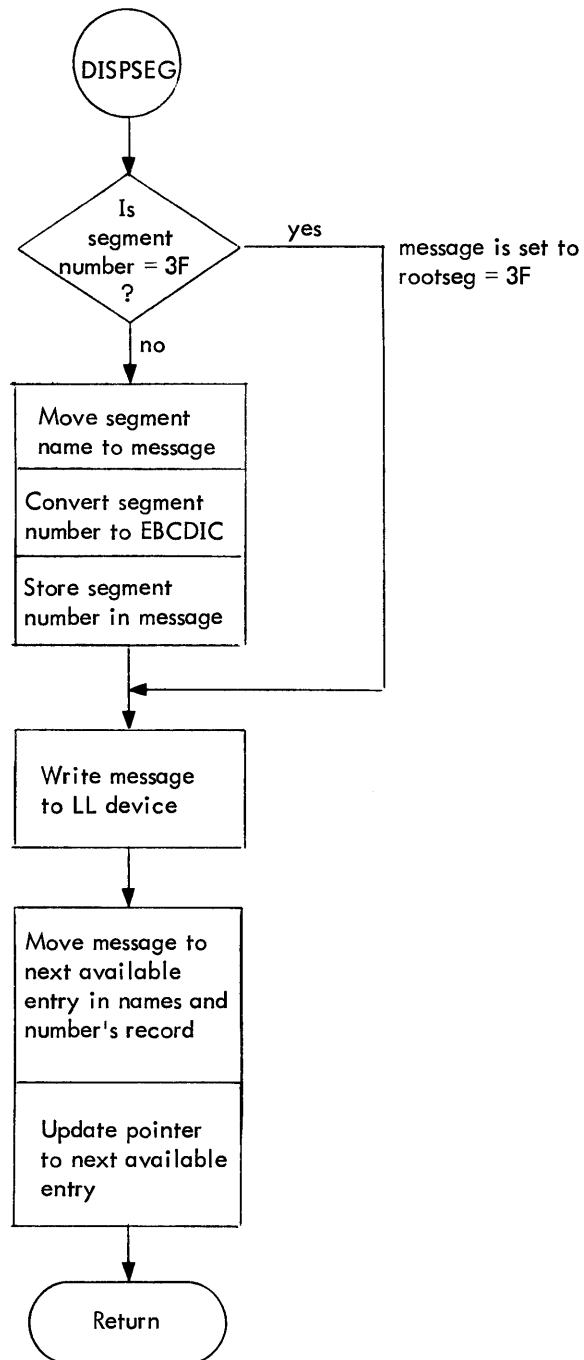 DISPSEG
Is
segment
number = 3F
?
yes
message is set to
rootseg = 3F
no
Move segment
name to message
Convert segment
number to EBCDIC
Store segment
number in message
Write message
to LL device
Move message to
next available
entry in names and
number's record
Update pointer
to next available
entry
Return